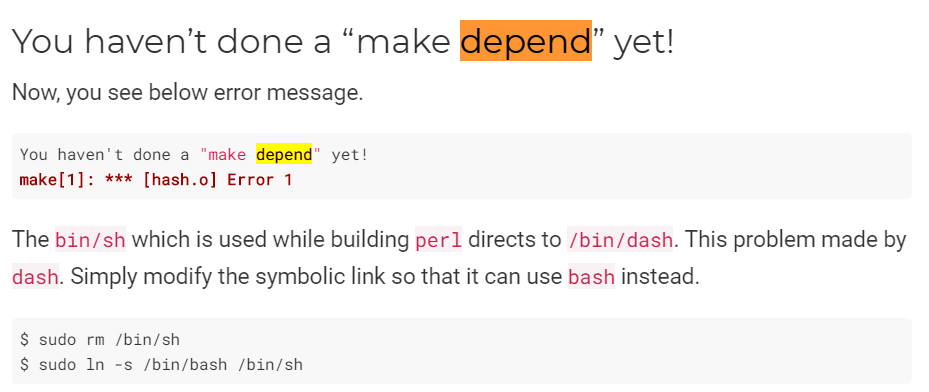 You haven’t done a “make depend” yet!
Now, you see below error message.
You haven't done a "make depend" yet!
make[1]: *** [hash.o] Error 1
The bin/sh which is used while building perl directs to /bin/dash. This problem made by
dash. Simply modify the symbolic link so that it can use bash instead.
$ sudo rm /bin/sh
$ sudo ln -s /bin/bash /bin/sh